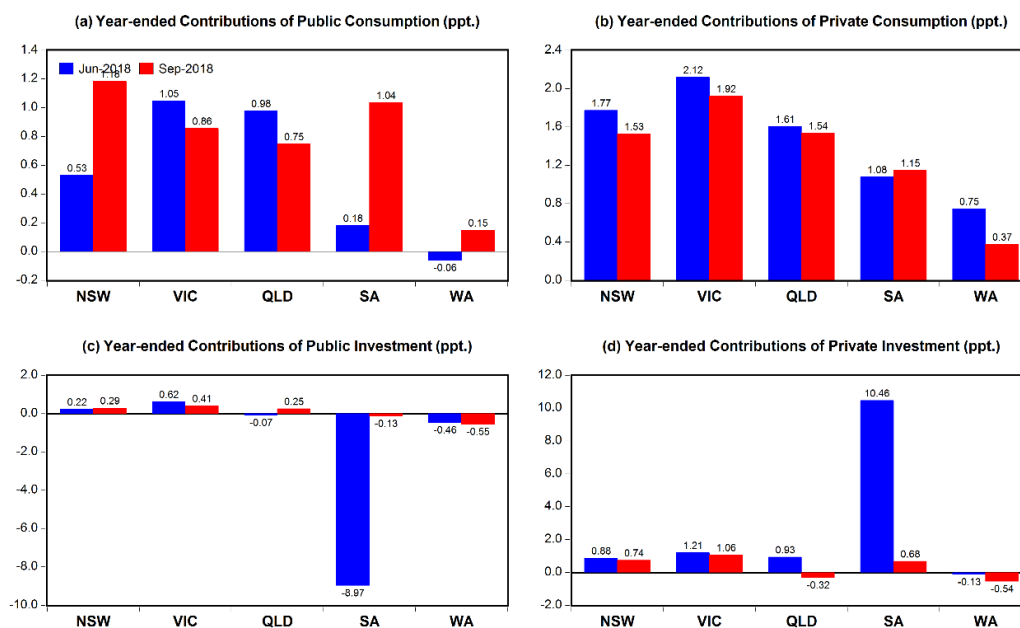 (a) Year-ended Contributions of Public Consumption (ppt.)
1.4
1.2
1.0
0.8
0.6
0.4
0.2
0.0
-0.2
Jun-2018 Sep-2018
0.53 1.18 1.05 0.86 0.98 0.75 0.18 1.04 -0.06 0.15
NSW VIC QLD SA WA
(b) Year-ended Contributions of Private Consumption (ppt.)
2.4
2.0
1.6
1.2
0.8
0.4
0.0
1.77 1.53 2.12 1.92 1.61 1.54 1.08 1.15 0.75 0.37
NSW VIC QLD SA WA
(c) Year-ended Contributions of Public Investment (ppt.)
2.0
0.0
-2.0
-4.0
-6.0
-8.0
-10.0
0.22 0.29 0.62 0.41 -0.07 0.25 -8.97 -0.13 -0.46 -0.55
NSW VIC QLD SA WA
(d) Year-ended Contributions of Private Investment (ppt.)
12.0
10.0
8.0
6.0
4.0
2.0
0.0
-2.0
0.88 0.74 1.21 1.06 0.93 -0.32 10.46 0.68 -0.13 -0.54
NSW VIC QLD SA WA